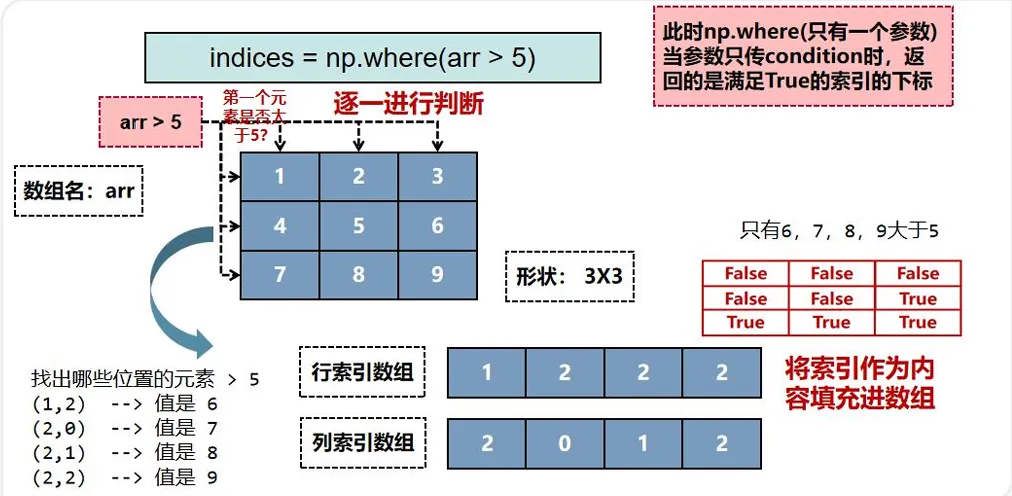 indices = np.where(arr > 5)
此时np.where(只有一个参数)
当参数只传condition时，返
回的是满足True的索引的下标
arr > 5
第一个元
素是否大
于5?
逐一进行判断
数组名：arr
1 2 3
4 5 6
7 8 9
形状： 3X3
只有6，7，8，9大于5
False False False
False False True
True True True
找出哪些位置的元素 > 5
(1,2) --> 值是 6
(2,0) --> 值是 7
(2,1) --> 值是 8
(2,2) --> 值是 9
行索引数组
1 2 2 2
列索引数组
2 0 1 2
将索引作为内
容填充进数组